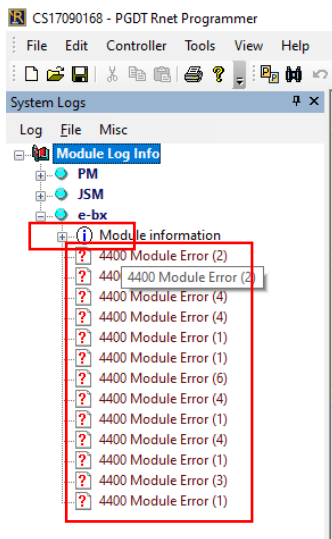 CS17090168 - PGDT Rnet Programmer
File Edit Controller Tools View Help
System Logs
Log File Misc
Module Log Info
PM
JSM
e-bx
Module information
4400 Module Error (2)
440
4400 Module Error (2)
4400 Module Error (4)
4400 Module Error (4)
4400 Module Error (1)
4400 Module Error (1)
4400 Module Error (6)
4400 Module Error (4)
4400 Module Error (1)
4400 Module Error (4)
4400 Module Error (1)
4400 Module Error (3)
4400 Module Error (1)